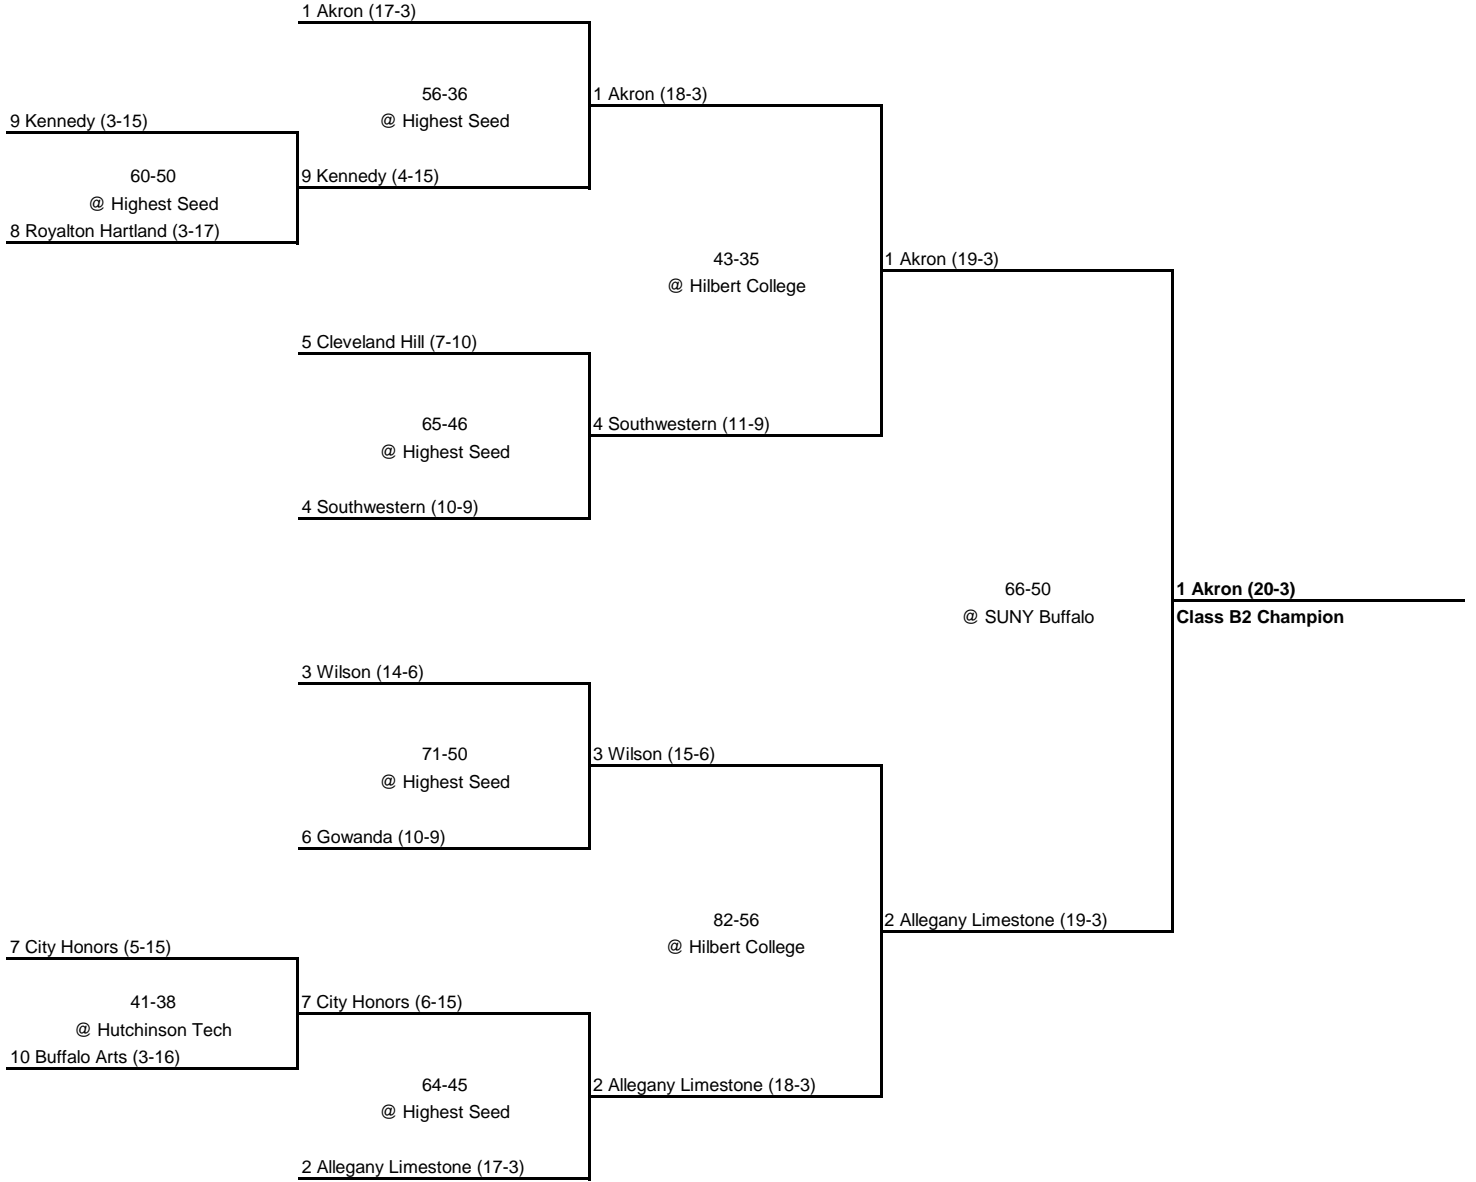 1 Akron (17-3)
56-36
@ Highest Seed
1 Akron (18-3)
9 Kennedy (3-15)
60-50
@ Highest Seed
9 Kennedy (4-15)
8 Royalton Hartland (3-17)
43-35
@ Hilbert College
1 Akron (19-3)
5 Cleveland Hill (7-10)
65-46
@ Highest Seed
4 Southwestern (11-9)
4 Southwestern (10-9)
66-50
@ SUNY Buffalo
1 Akron (20-3)
Class B2 Champion
3 Wilson (14-6)
71-50
@ Highest Seed
3 Wilson (15-6)
6 Gowanda (10-9)
82-56
@ Hilbert College
2 Allegany Limestone (19-3)
7 City Honors (5-15)
41-38
@ Hutchinson Tech
7 City Honors (6-15)
10 Buffalo Arts (3-16)
64-45
@ Highest Seed
2 Allegany Limestone (18-3)
2 Allegany Limestone (17-3)